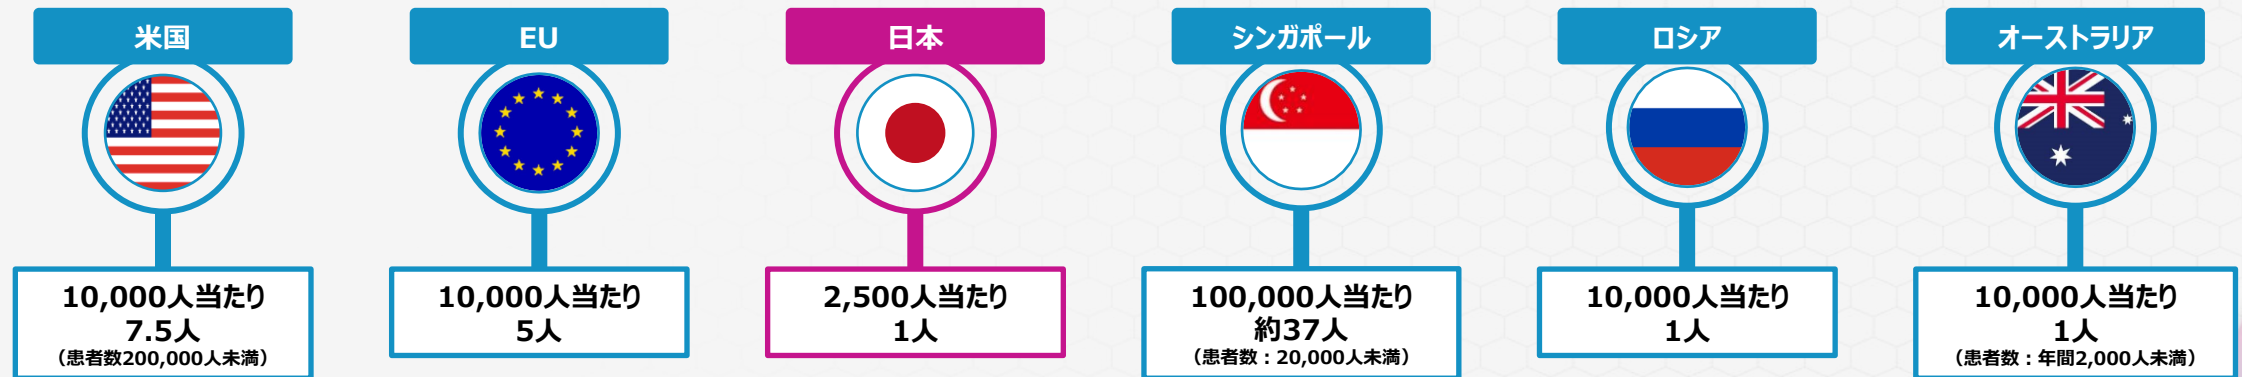 米国
10,000人当たり
7.5人
（患者数200,000人未満）
EU
10,000人当たり
5人
日本
2,500人当たり
1人
シンガポール
100,000人当たり
約37人
（患者数：20,000人未満）
ロシア
10,000人当たり
1人
オーストラリア
10,000人当たり
1人
（患者数：年間2,000人未満）